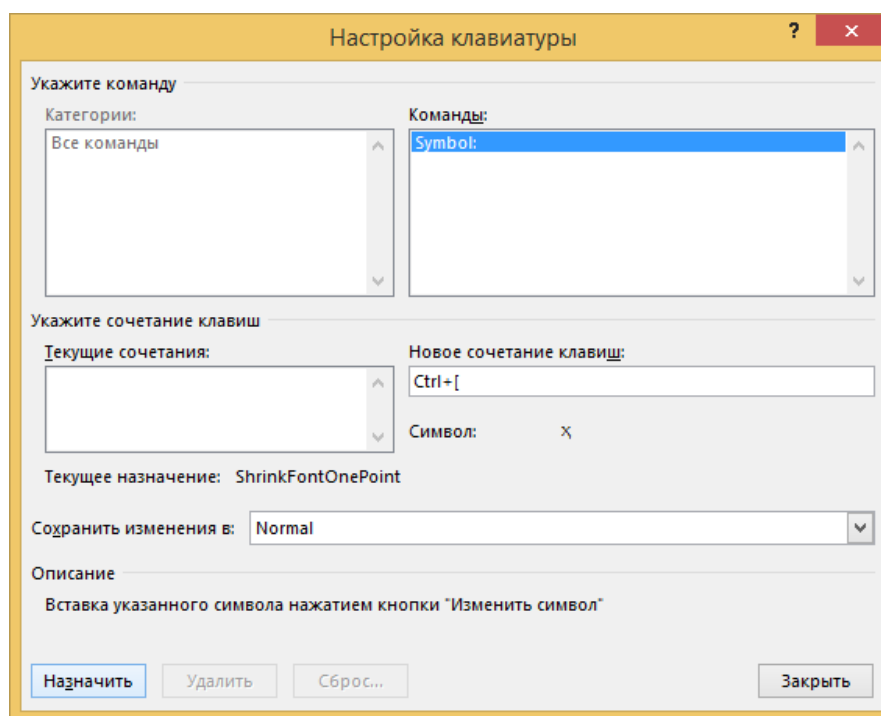 Настройка клавиатуры
?
Укажите команду
Категории:
Команды:
Все команды
Symbol:
Укажите сочетание клавиш
Текущие сочетания:
Новое сочетание клавиш:
Ctrl+[
Символ: ҳ
Текущее назначение: ShrinkFontOnePoint
Сохранить изменения в: Normal
Описание
Вставка указанного символа нажатием кнопки "Изменить символ"
Назначить Удалить Сброс... Закрыть